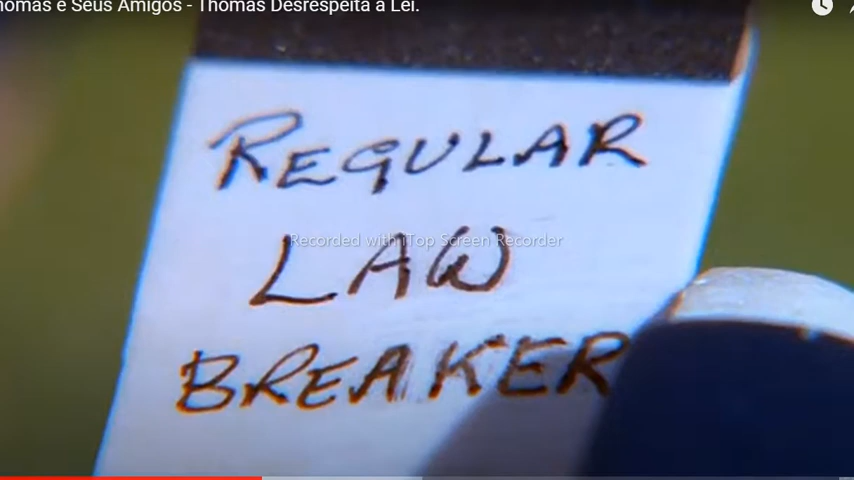 homas e Seus Amigos - Thomas Desrespeita a Lei.
REGULAR
Recorded with iTop Screen Recorder
LAW
BREAKER